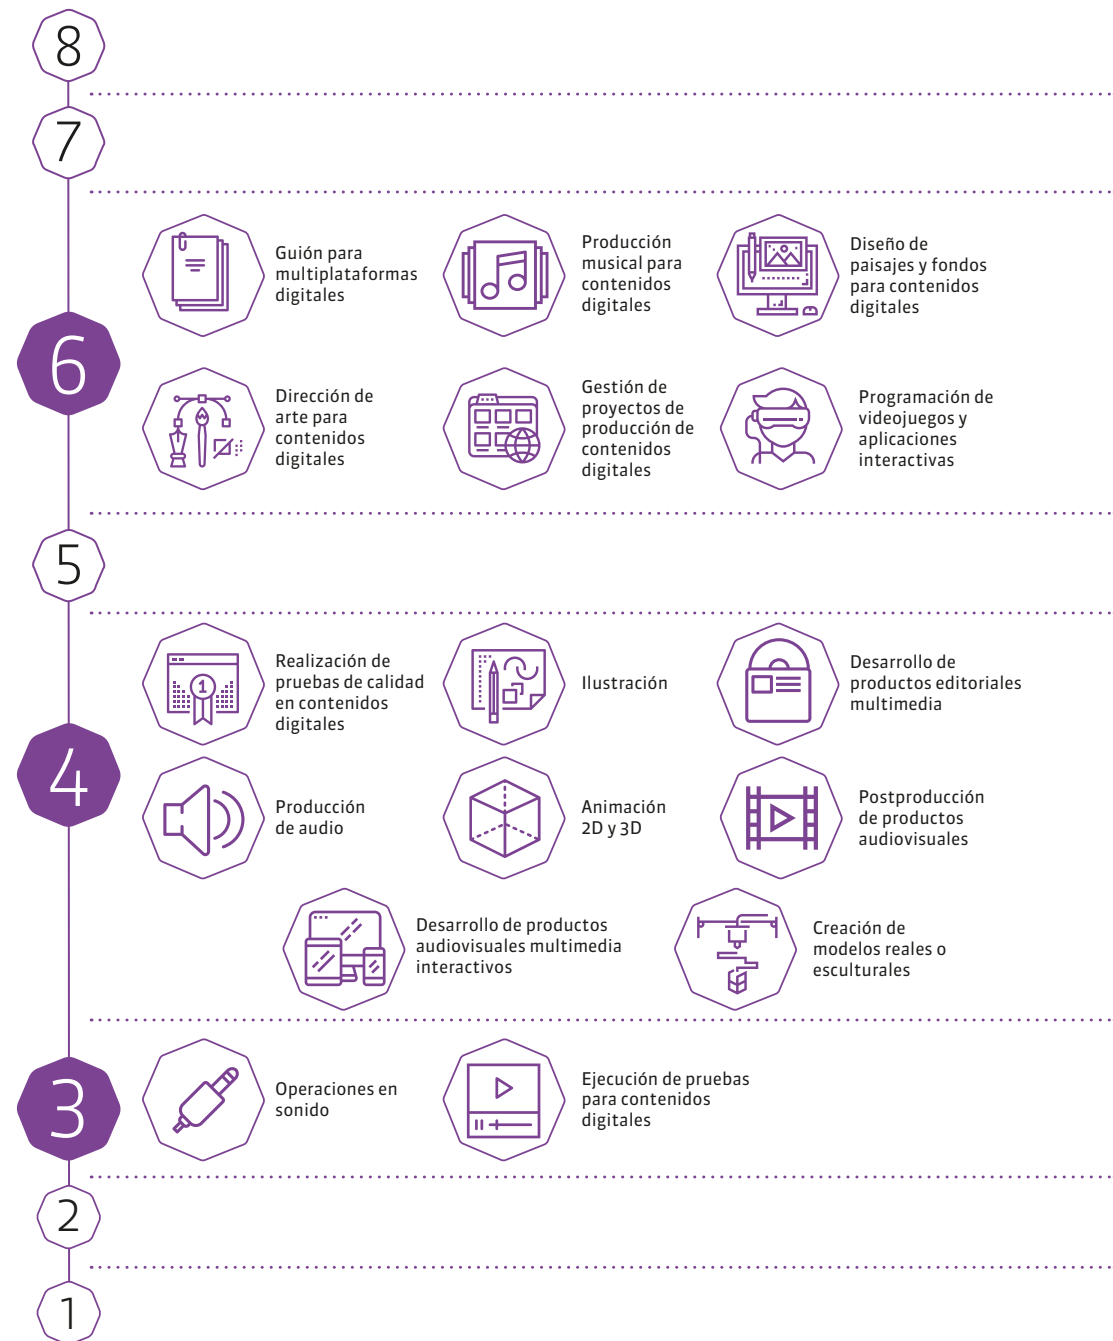 8
7
6
Guión para
multiplataformas
digitales
Producción
musical para
contenidos
digitales
Diseño de
paisajes y fondos
para contenidos
digitales
Dirección de
arte para
contenidos
digitales
Gestión de
proyectos de
producción de
contenidos
digitales
Programación de
videojuegos y
aplicaciones
interactivas
5
4
1
Realización de
pruebas de calidad
en contenidos
digitales
Ilustración
Desarrollo de
productos editoriales
multimedia
Producción
de audio
Animación
2D y 3D
Postproducción
de productos
audiovisuales
Desarrollo de productos
audiovisuales multimedia
interactivos
Creación de
modelos reales o
esculturales
3
Operaciones en
sonido
Ejecución de pruebas
para contenidos
digitales
2
1